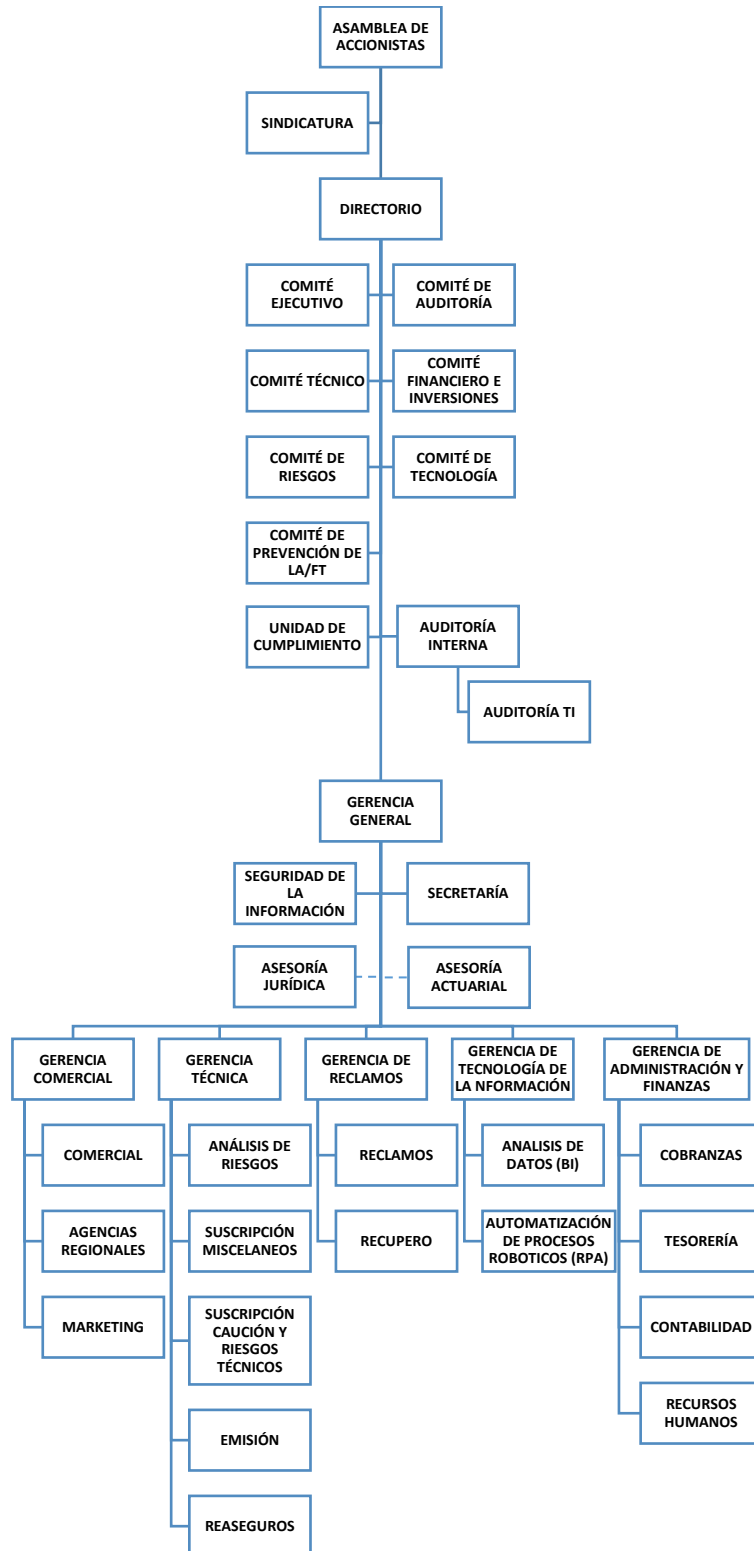 ASAMBLEA DE
ACCIONISTAS
SINDICATURA
DIRECTORIO
COMITÉ
EJECUTIVO
COMITÉ DE
AUDITORÍA
COMITÉ TÉCNICO
COMITÉ
FINANCIERO E
INVERSIONES
COMITÉ DE
RIESGOS
COMITÉ DE
TECNOLOGÍA
COMITÉ DE
PREVENCIÓN DE
LA/FT
UNIDAD DE
CUMPLIMIENTO
AUDITORÍA
INTERNA
AUDITORÍA TI
GERENCIA
GENERAL
SEGURIDAD DE
LA
INFORMACIÓN
SECRETARÍA
ASESORÍA
JURÍDICA
ASESORÍA
ACTUARIAL
GERENCIA
COMERCIAL
GERENCIA
TÉCNICA
GERENCIA DE
RECLAMOS
GERENCIA DE
TECNOLOGÍA DE
LA NFORMACIÓN
GERENCIA DE
ADMINISTRACIÓN Y
FINANZAS
COMERCIAL
AGENCIAS
REGIONALES
MARKETING
ANÁLISIS DE
RIESGOS
SUSCRIPCIÓN
MISCELANEOS
SUSCRIPCIÓN
CAUCIÓN Y
RIESGOS
TÉCNICOS
EMISIÓN
REASEGUROS
RECLAMOS
RECUPERO
ANALISIS DE
DATOS (BI)
AUTOMATIZACIÓN
DE PROCESOS
ROBOTICOS (RPA)
COBRANZAS
TESORERÍA
CONTABILIDAD
RECURSOS
HUMANOS